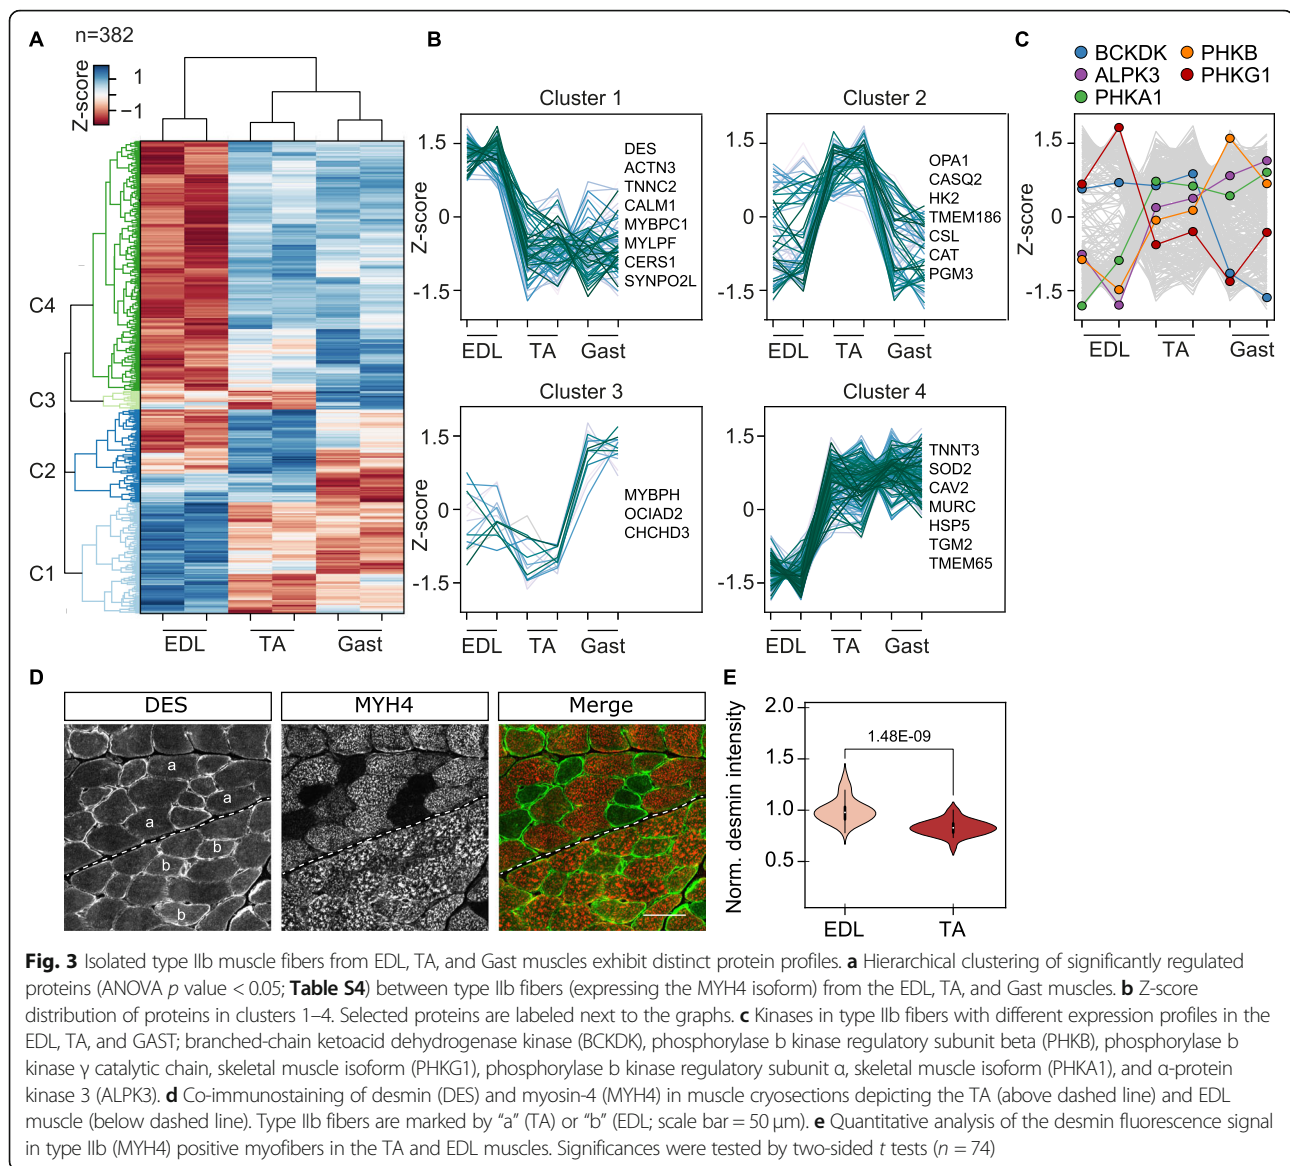 A
n=382
Z-score
1
−1
C4
C3
C2
C1
EDL
TA
Gast
B
Cluster 1
Z-score
1.5
0
-1.5
DES
ACTN3
TNNC2
CALM1
MYBPC1
MYLPF
CERS1
SYNPO2L
EDL
TA
Gast
Cluster 2
1.5
0
-1.5
OPA1
CASQ2
HK2
TMEM186
CSL
CAT
PGM3
EDL
TA
Gast
Cluster 3
Z-score
1.5
0
-1.5
MYBPH
OCIAD2
CHCHD3
EDL
TA
Gast
Cluster 4
1.5
0
-1.5
TNNT3
SOD2
CAV2
MURC
HSP5
TGM2
TMEM65
EDL
TA
Gast
C
BCKDK
PHKB
ALPK3
PHKG1
PHKA1
Z-score
1.5
0
-1.5
EDL
TA
Gast
D
DES
MYH4
Merge
a
a
a
b
b
b
E
Norm. desmin intensity
2.0
1.5
1.0
0.5
1.48E-09
EDL
TA
Fig. 3 Isolated type IIb muscle fibers from EDL, TA, and Gast muscles exhibit distinct protein profiles. a Hierarchical clustering of significantly regulated
proteins (ANOVA p value < 0.05; Table S4) between type IIb fibers (expressing the MYH4 isoform) from the EDL, TA, and Gast muscles. b Z-score
distribution of proteins in clusters 1–4. Selected proteins are labeled next to the graphs. c Kinases in type IIb fibers with different expression profiles in the
EDL, TA, and GAST; branched-chain ketoacid dehydrogenase kinase (BCKDK), phosphorylase b kinase regulatory subunit beta (PHKB), phosphorylase b
kinase γ catalytic chain, skeletal muscle isoform (PHKG1), phosphorylase b kinase regulatory subunit α, skeletal muscle isoform (PHKA1), and α-protein
kinase 3 (ALPK3). d Co-immunostaining of desmin (DES) and myosin-4 (MYH4) in muscle cryosections depicting the TA (above dashed line) and EDL
muscle (below dashed line). Type IIb fibers are marked by “a” (TA) or “b” (EDL; scale bar = 50 μm). e Quantitative analysis of the desmin fluorescence signal
in type IIb (MYH4) positive myofibers in the TA and EDL muscles. Significances were tested by two-sided t tests (n = 74)